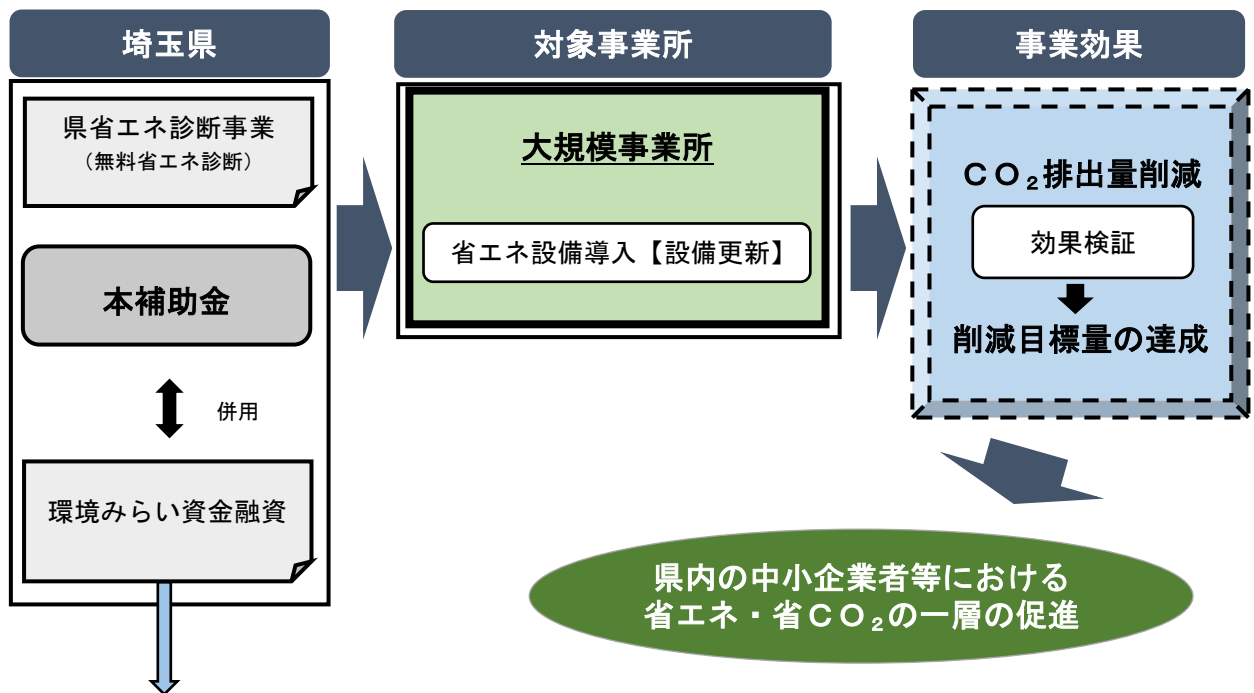 埼玉県
県省エネ診断事業
（無料省エネ診断）
本補助金
併用
環境みらい資金融資
対象事業所
大規模事業所
省エネ設備導入【設備更新】
事業効果
ＣＯ₂排出量削減
効果検証
削減目標量の達成
県内の中小企業者等における
省エネ・省ＣＯ₂の一層の促進